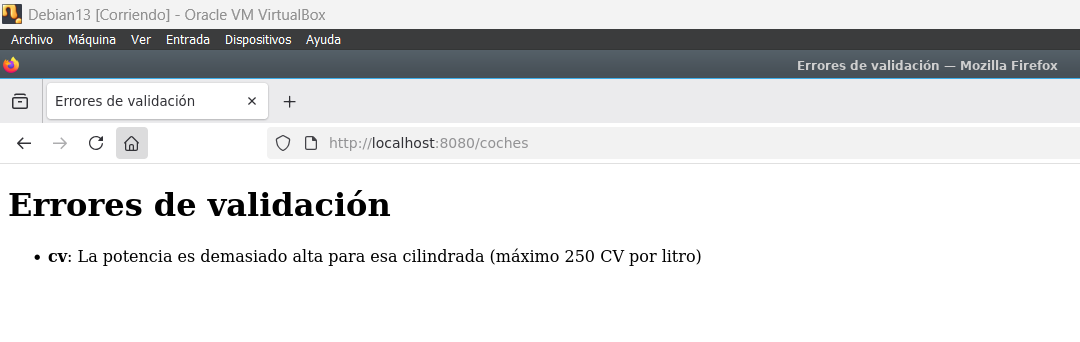 Debian13 [Corriendo] - Oracle VM VirtualBox
Archivo Máquina Ver Entrada Dispositivos Ayuda
Errores de validación — Mozilla Firefox
Errores de validación
http://localhost:8080/coches
Errores de validación
• cv: La potencia es demasiado alta para esa cilindrada (máximo 250 CV por litro)